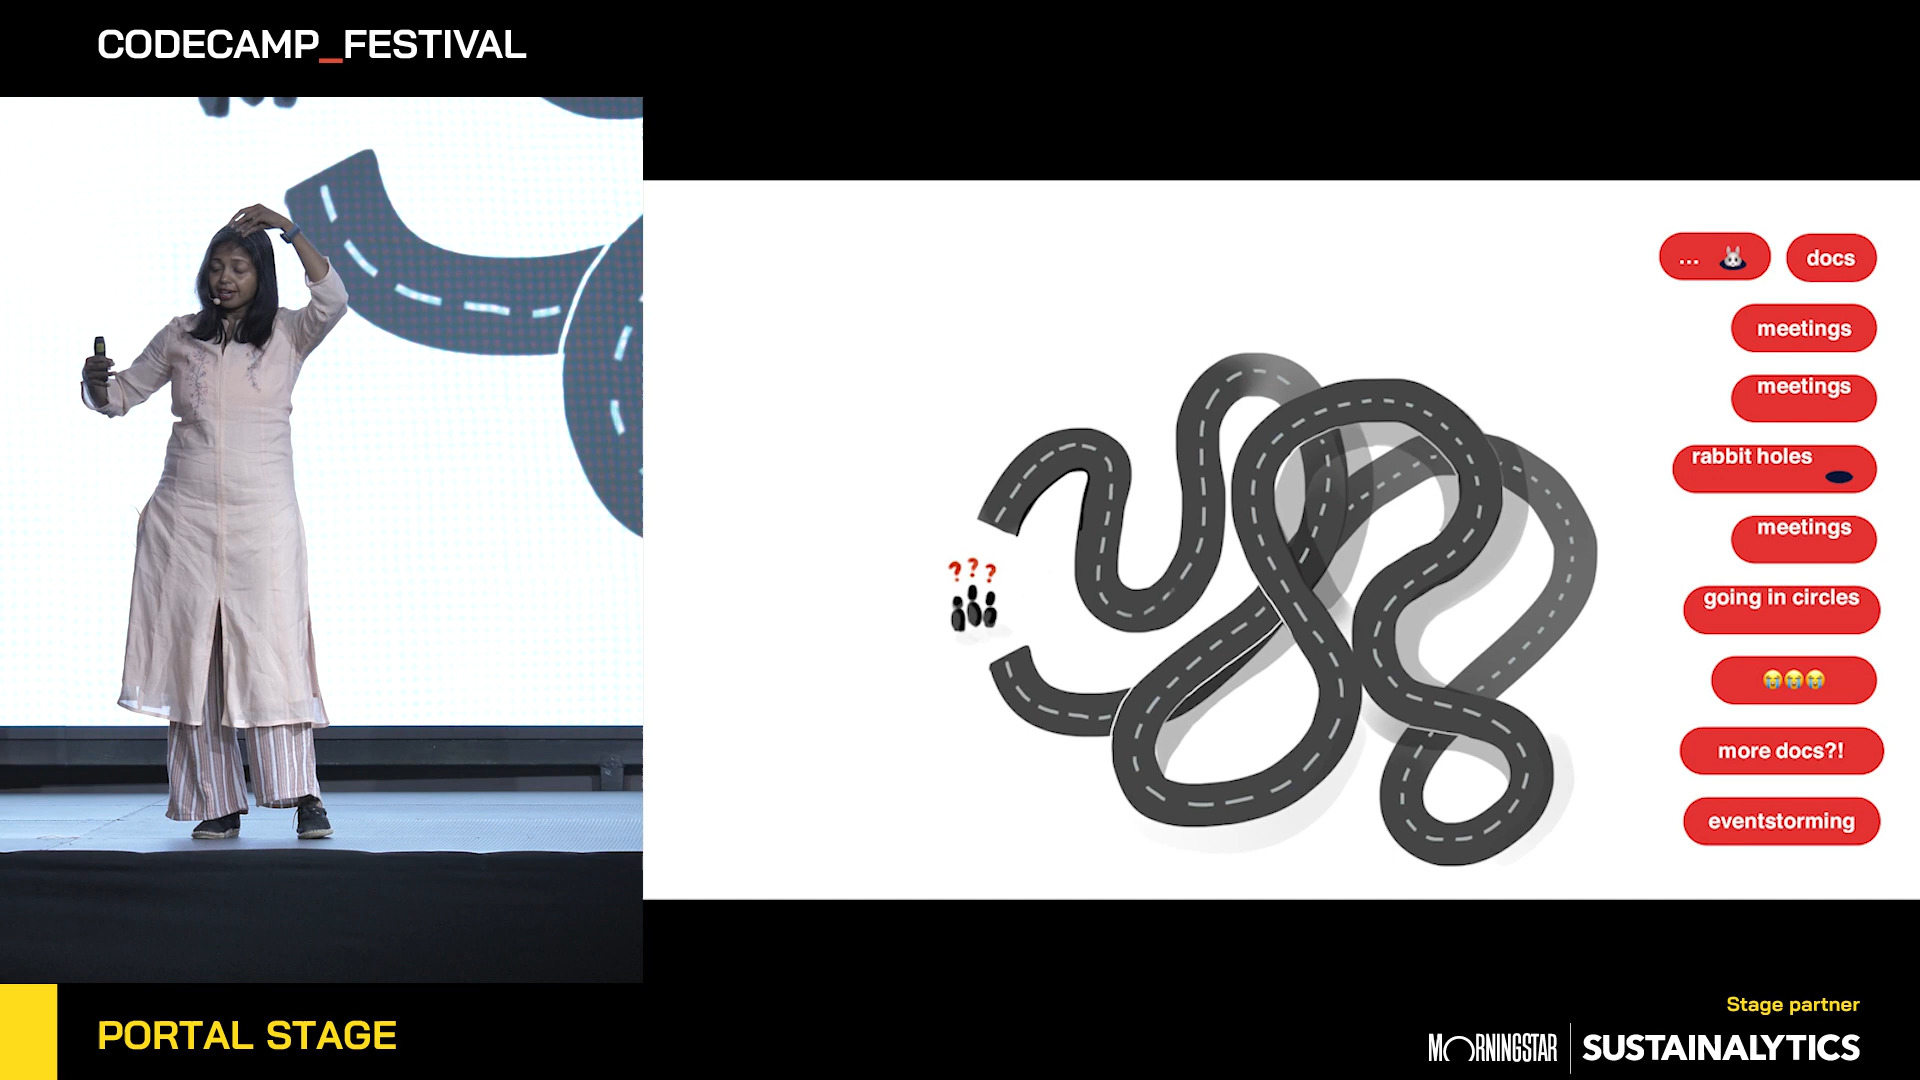 CODECAMP_FESTIVAL
... docs
meetings
meetings
rabbit holes
meetings
going in circles
more docs?!
eventstorming
? ? ?
PORTAL STAGE
Stage partner
MORNINGSTAR | SUSTAINALYTICS